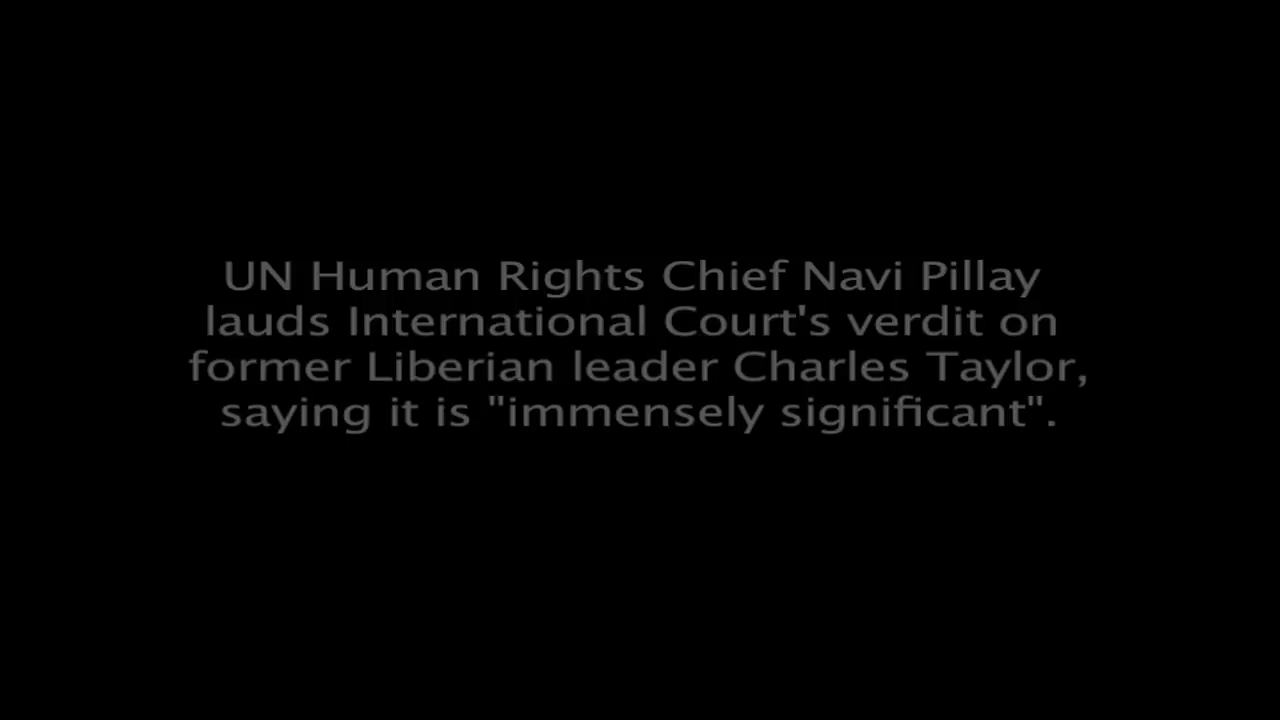 UN Human Rights Chief Navi Pillay
lauds International Court's verdit on
former Liberian leader Charles Taylor,
saying it is "immensely significant".